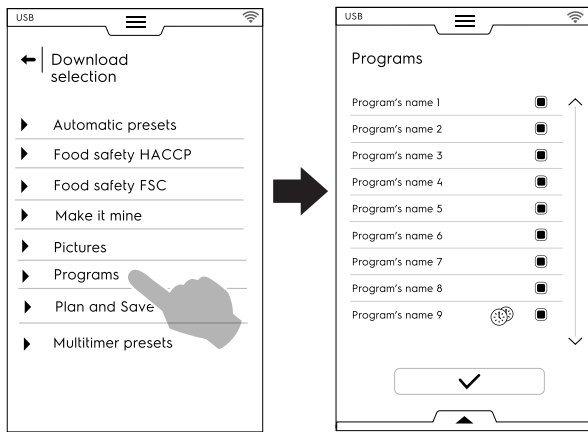 USB
Download
selection
Automatic presets
Food safety HACCP
Food safety FSC
Make it mine
Pictures
Programs
Plan and Save
Multitimer presets
USB
Programs
Program's name 1
Program's name 2
Program's name 3
Program's name 4
Program's name 5
Program's name 6
Program's name 7
Program's name 8
Program's name 9